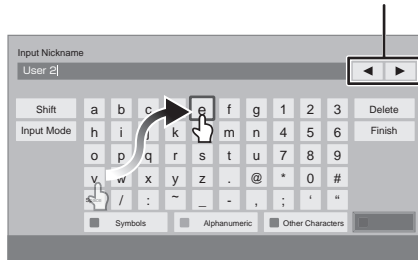 Input Nickname
User 2
◄ ►
Shift a b c e f g 1 2 3 Delete
Input Mode h i j k m n 4 5 6 Finish
o p q r s t u 7 8 9
v w x y z . @ * 0 #
/ : ~ _ - , ; ‘ “
Symbols Alphanumeric Other Characters